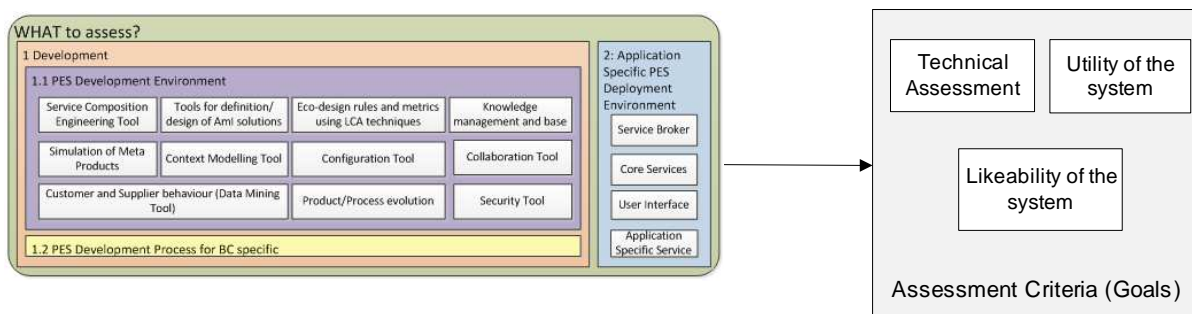 WHAT to assess?
1 Development
1.1 PES Development Environment
Service Composition
Engineering Tool
Tools for definition/
design of AmI solutions
Eco-design rules and metrics
using LCA techniques
Knowledge
management and base
Simulation of Meta
Products
Context Modelling Tool
Configuration Tool
Collaboration Tool
Customer and Supplier behaviour (Data Mining
Tool)
Product/Process evolution
Security Tool
1.2 PES Development Process for BC specific
2: Application
Specific PES
Deployment
Environment
Service Broker
Core Services
User Interface
Application
Specific Service
Technical
Assessment
Utility of the
system
Likeability of the
system
Assessment Criteria (Goals)